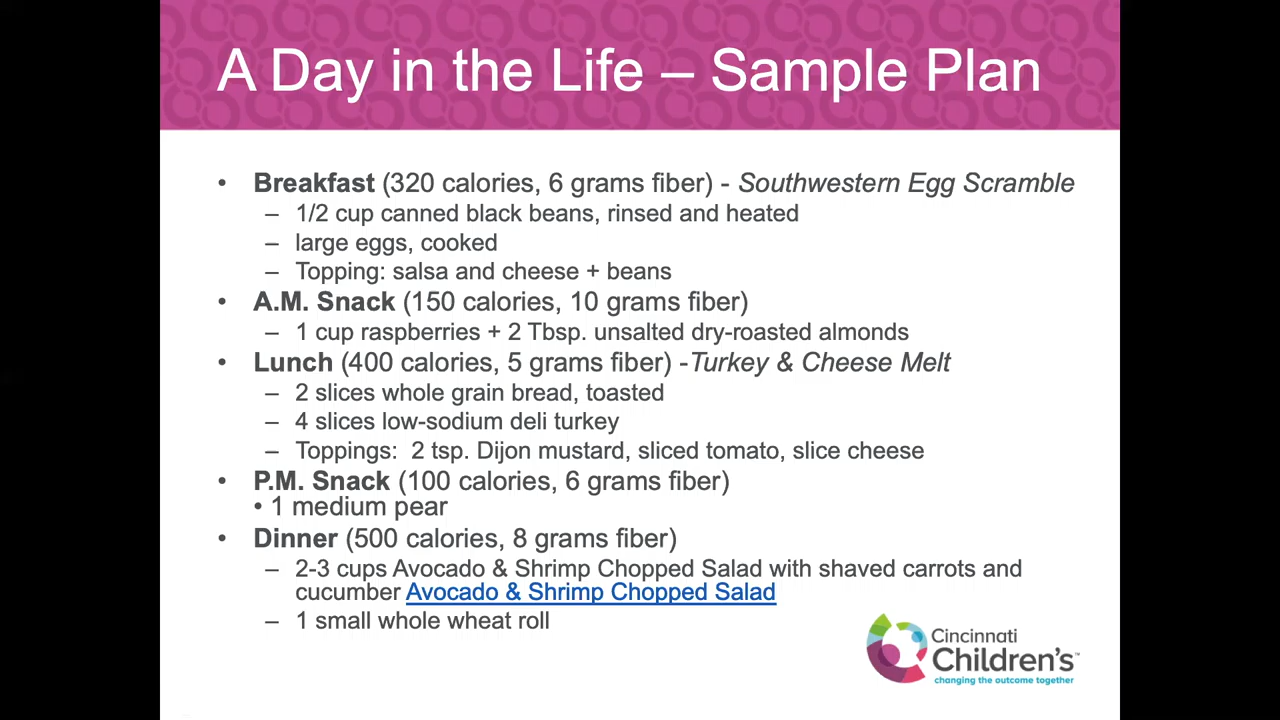 A Day in the Life – Sample Plan
• Breakfast (320 calories, 6 grams fiber) - Southwestern Egg Scramble
– 1/2 cup canned black beans, rinsed and heated
– large eggs, cooked
– Topping: salsa and cheese + beans
• A.M. Snack (150 calories, 10 grams fiber)
– 1 cup raspberries + 2 Tbsp. unsalted dry-roasted almonds
• Lunch (400 calories, 5 grams fiber) -Turkey & Cheese Melt
– 2 slices whole grain bread, toasted
– 4 slices low-sodium deli turkey
– Toppings:  2 tsp. Dijon mustard, sliced tomato, slice cheese
• P.M. Snack (100 calories, 6 grams fiber)
• 1 medium pear
• Dinner (500 calories, 8 grams fiber)
– 2-3 cups Avocado & Shrimp Chopped Salad with shaved carrots and
cucumber Avocado & Shrimp Chopped Salad
– 1 small whole wheat roll
Cincinnati
Children's™
changing the outcome together